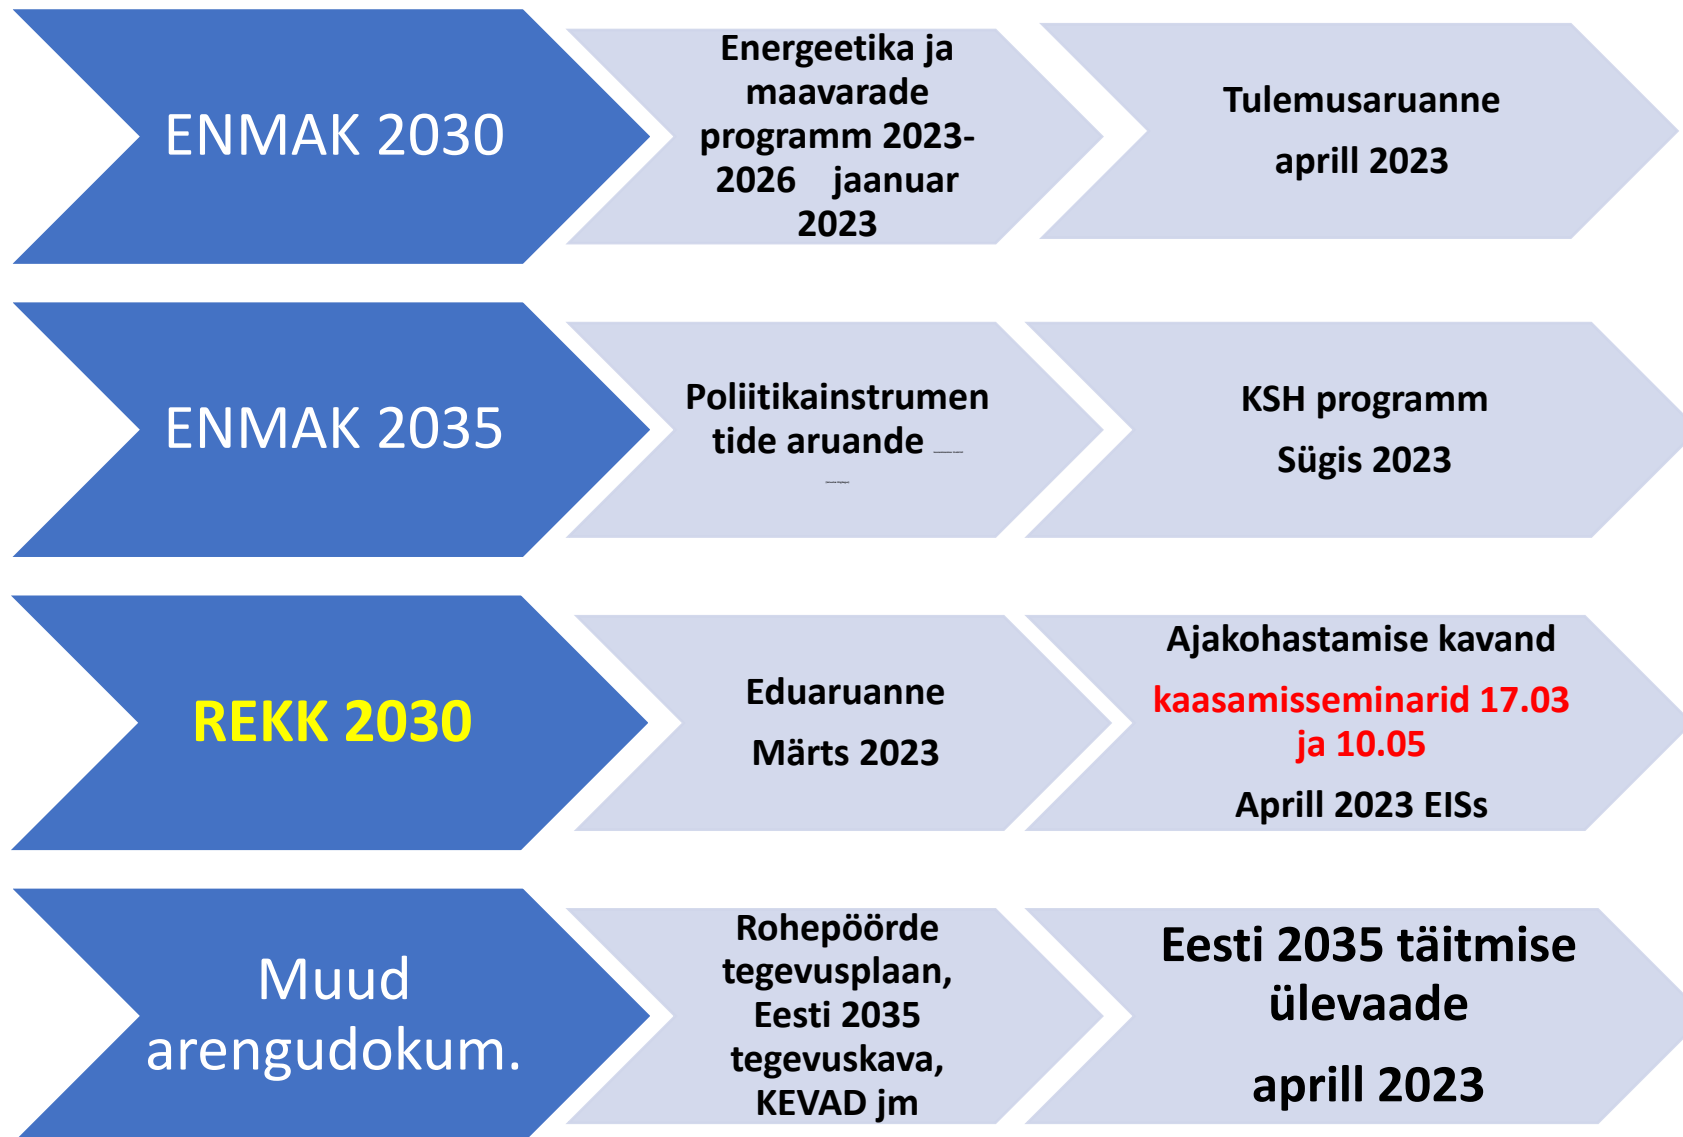 ENMAK 2030
Energeetika ja
maavarade
programm 2023-
2026 jaanuar
2023
Tulemusaruanne
aprill 2023
ENMAK 2035
Poliitikainstrumen
tide aruande
KSH programm
Sügis 2023
REKK 2030
Eduaruanne
Märts 2023
Ajakohastamise kavand
kaasamisseminarid 17.03
ja 10.05
Aprill 2023 EISs
Muud
arengudokum.
Rohepöörde
tegevusplaan,
Eesti 2035
tegevuskava,
KEVAD jm
Eesti 2035 täitmise
ülevaade
aprill 2023